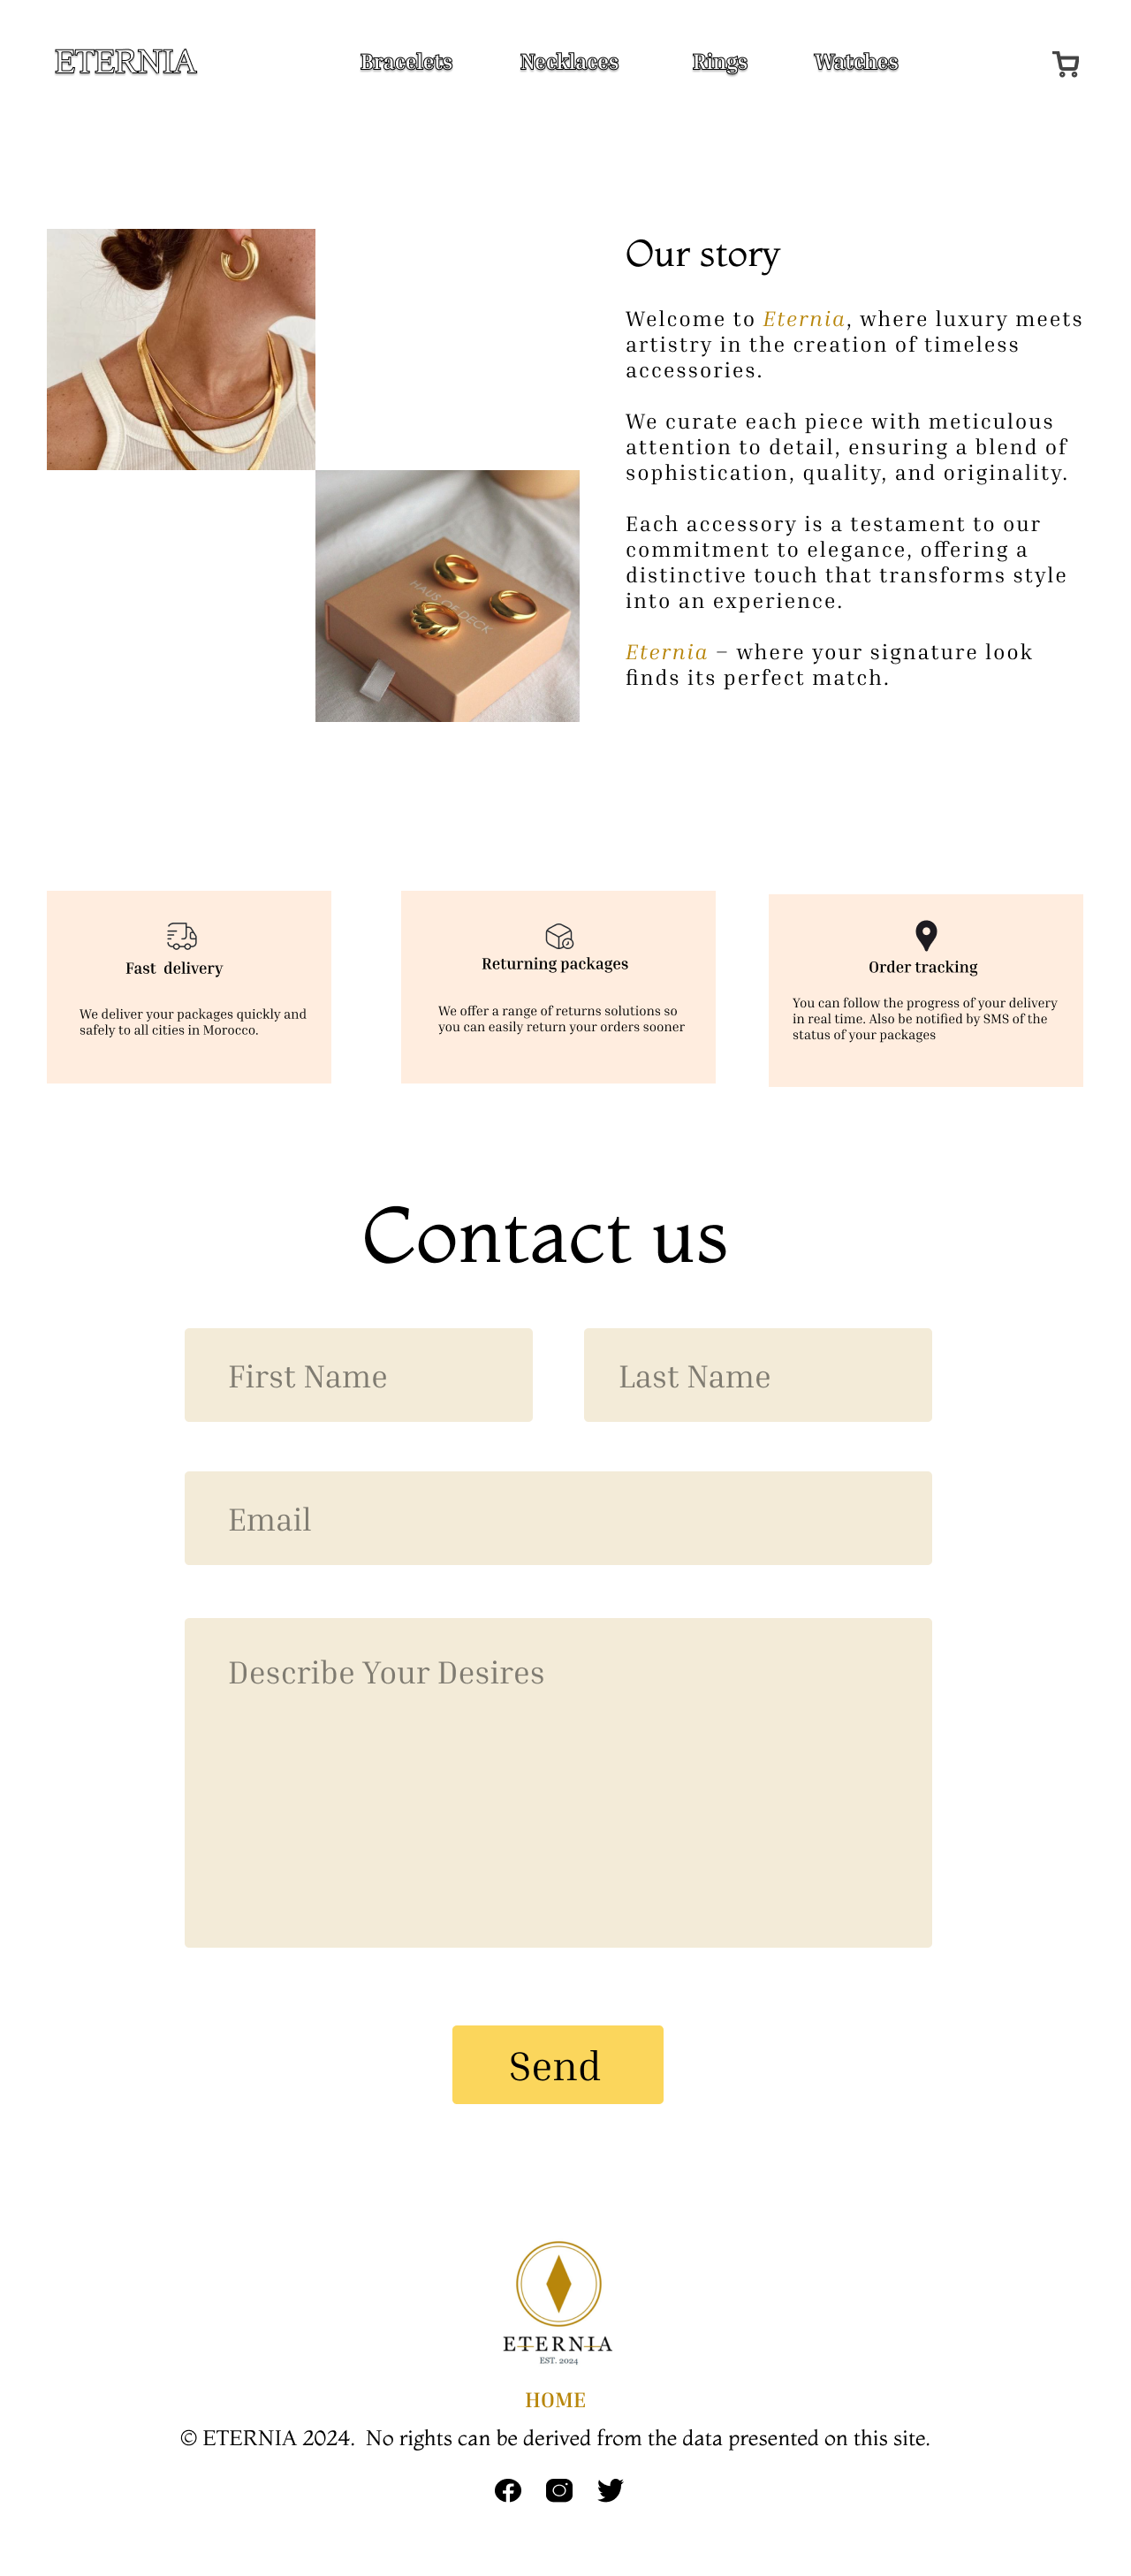 ETERNIA
Bracelets
Necklaces
Rings
Watches
Our story
Welcome to Eternia, where luxury meets
artistry in the creation of timeless
accessories.
We curate each piece with meticulous
attention to detail, ensuring a blend of
sophistication, quality, and originality.
Each accessory is a testament to our
commitment to elegance, offering a
distinctive touch that transforms style
into an experience.
Eternia – where your signature look
finds its perfect match.
HAUS OF DECK
Fast  delivery
We deliver your packages quickly and
safely to all cities in Morocco.
Returning packages
We offer a range of returns solutions so
you can easily return your orders sooner
Order tracking
You can follow the progress of your delivery
in real time. Also be notified by SMS of the
status of your packages
Contact us
First Name
Last Name
Email
Describe Your Desires
Send
ETERNIA
EST. 2024
HOME
© ETERNIA 2024.  No rights can be derived from the data presented on this site.